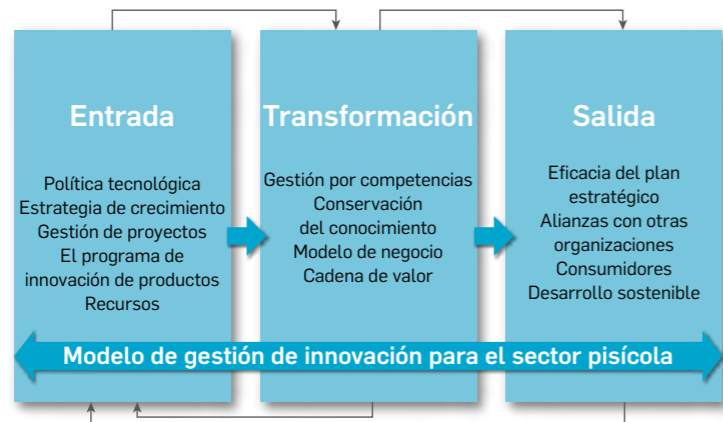 Entrada
Política tecnológica
Estrategia de crecimiento
Gestión de proyectos
El programa de
innovación de productos
Recursos
Transformación
Gestión por competencias
Conservación
del conocimiento
Modelo de negocio
Cadena de valor
Salida
Eficacia del plan
estratégico
Alianzas con otras
organizaciones
Consumidores
Desarrollo sostenible
Modelo de gestión de innovación para el sector pisícola